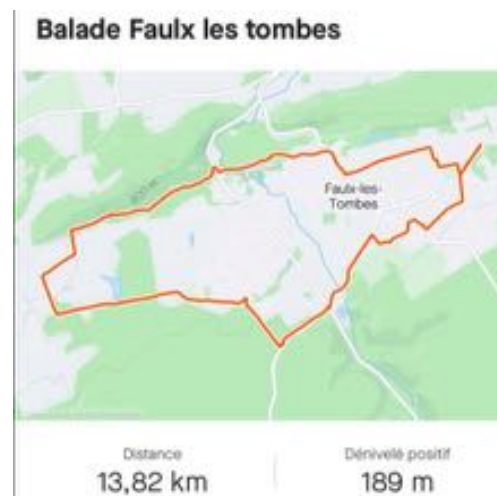 Balade Faulx les tombes
Faulx-les-
Tombes
Distance
Dénivelé positif
13,82 km
189 m